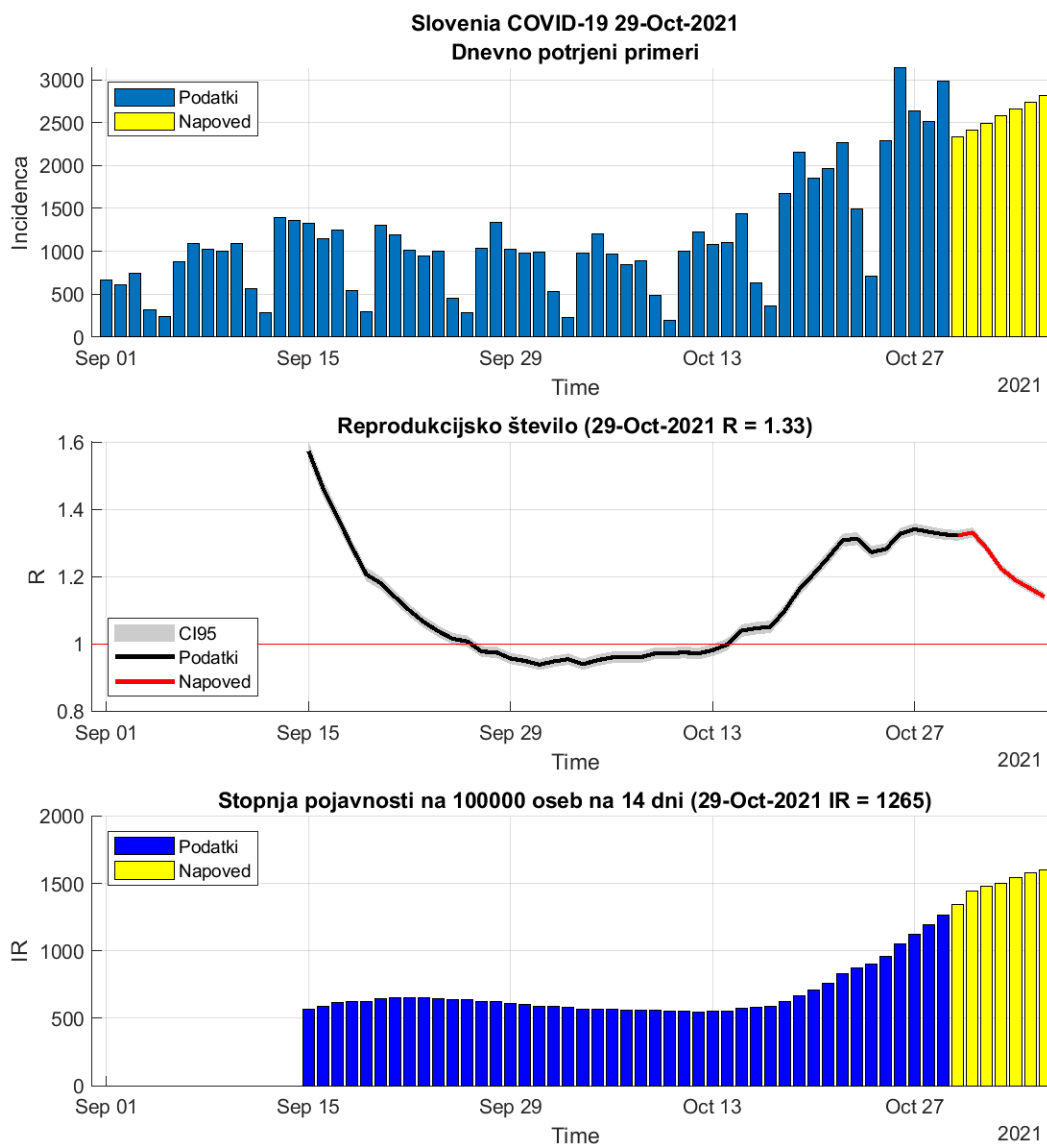 Slovenia COVID-19 29-Oct-2021
Dnevno potrjeni primeri
3000
2500
2000
1500
1000
500
0
Incidenca
Podatki
Napoved
Sep 01
Sep 15
Sep 29
Oct 13
Oct 27
Time
2021
Reprodukcijsko število (29-Oct-2021 R = 1.33)
1.6
1.4
1.2
1
0.8
R
CI95
Podatki
Napoved
Sep 01
Sep 15
Sep 29
Oct 13
Oct 27
Time
2021
Stopnja pojavnosti na 100000 oseb na 14 dni (29-Oct-2021 IR = 1265)
2000
1500
1000
500
0
IR
Podatki
Napoved
Sep 01
Sep 15
Sep 29
Oct 13
Oct 27
Time
2021